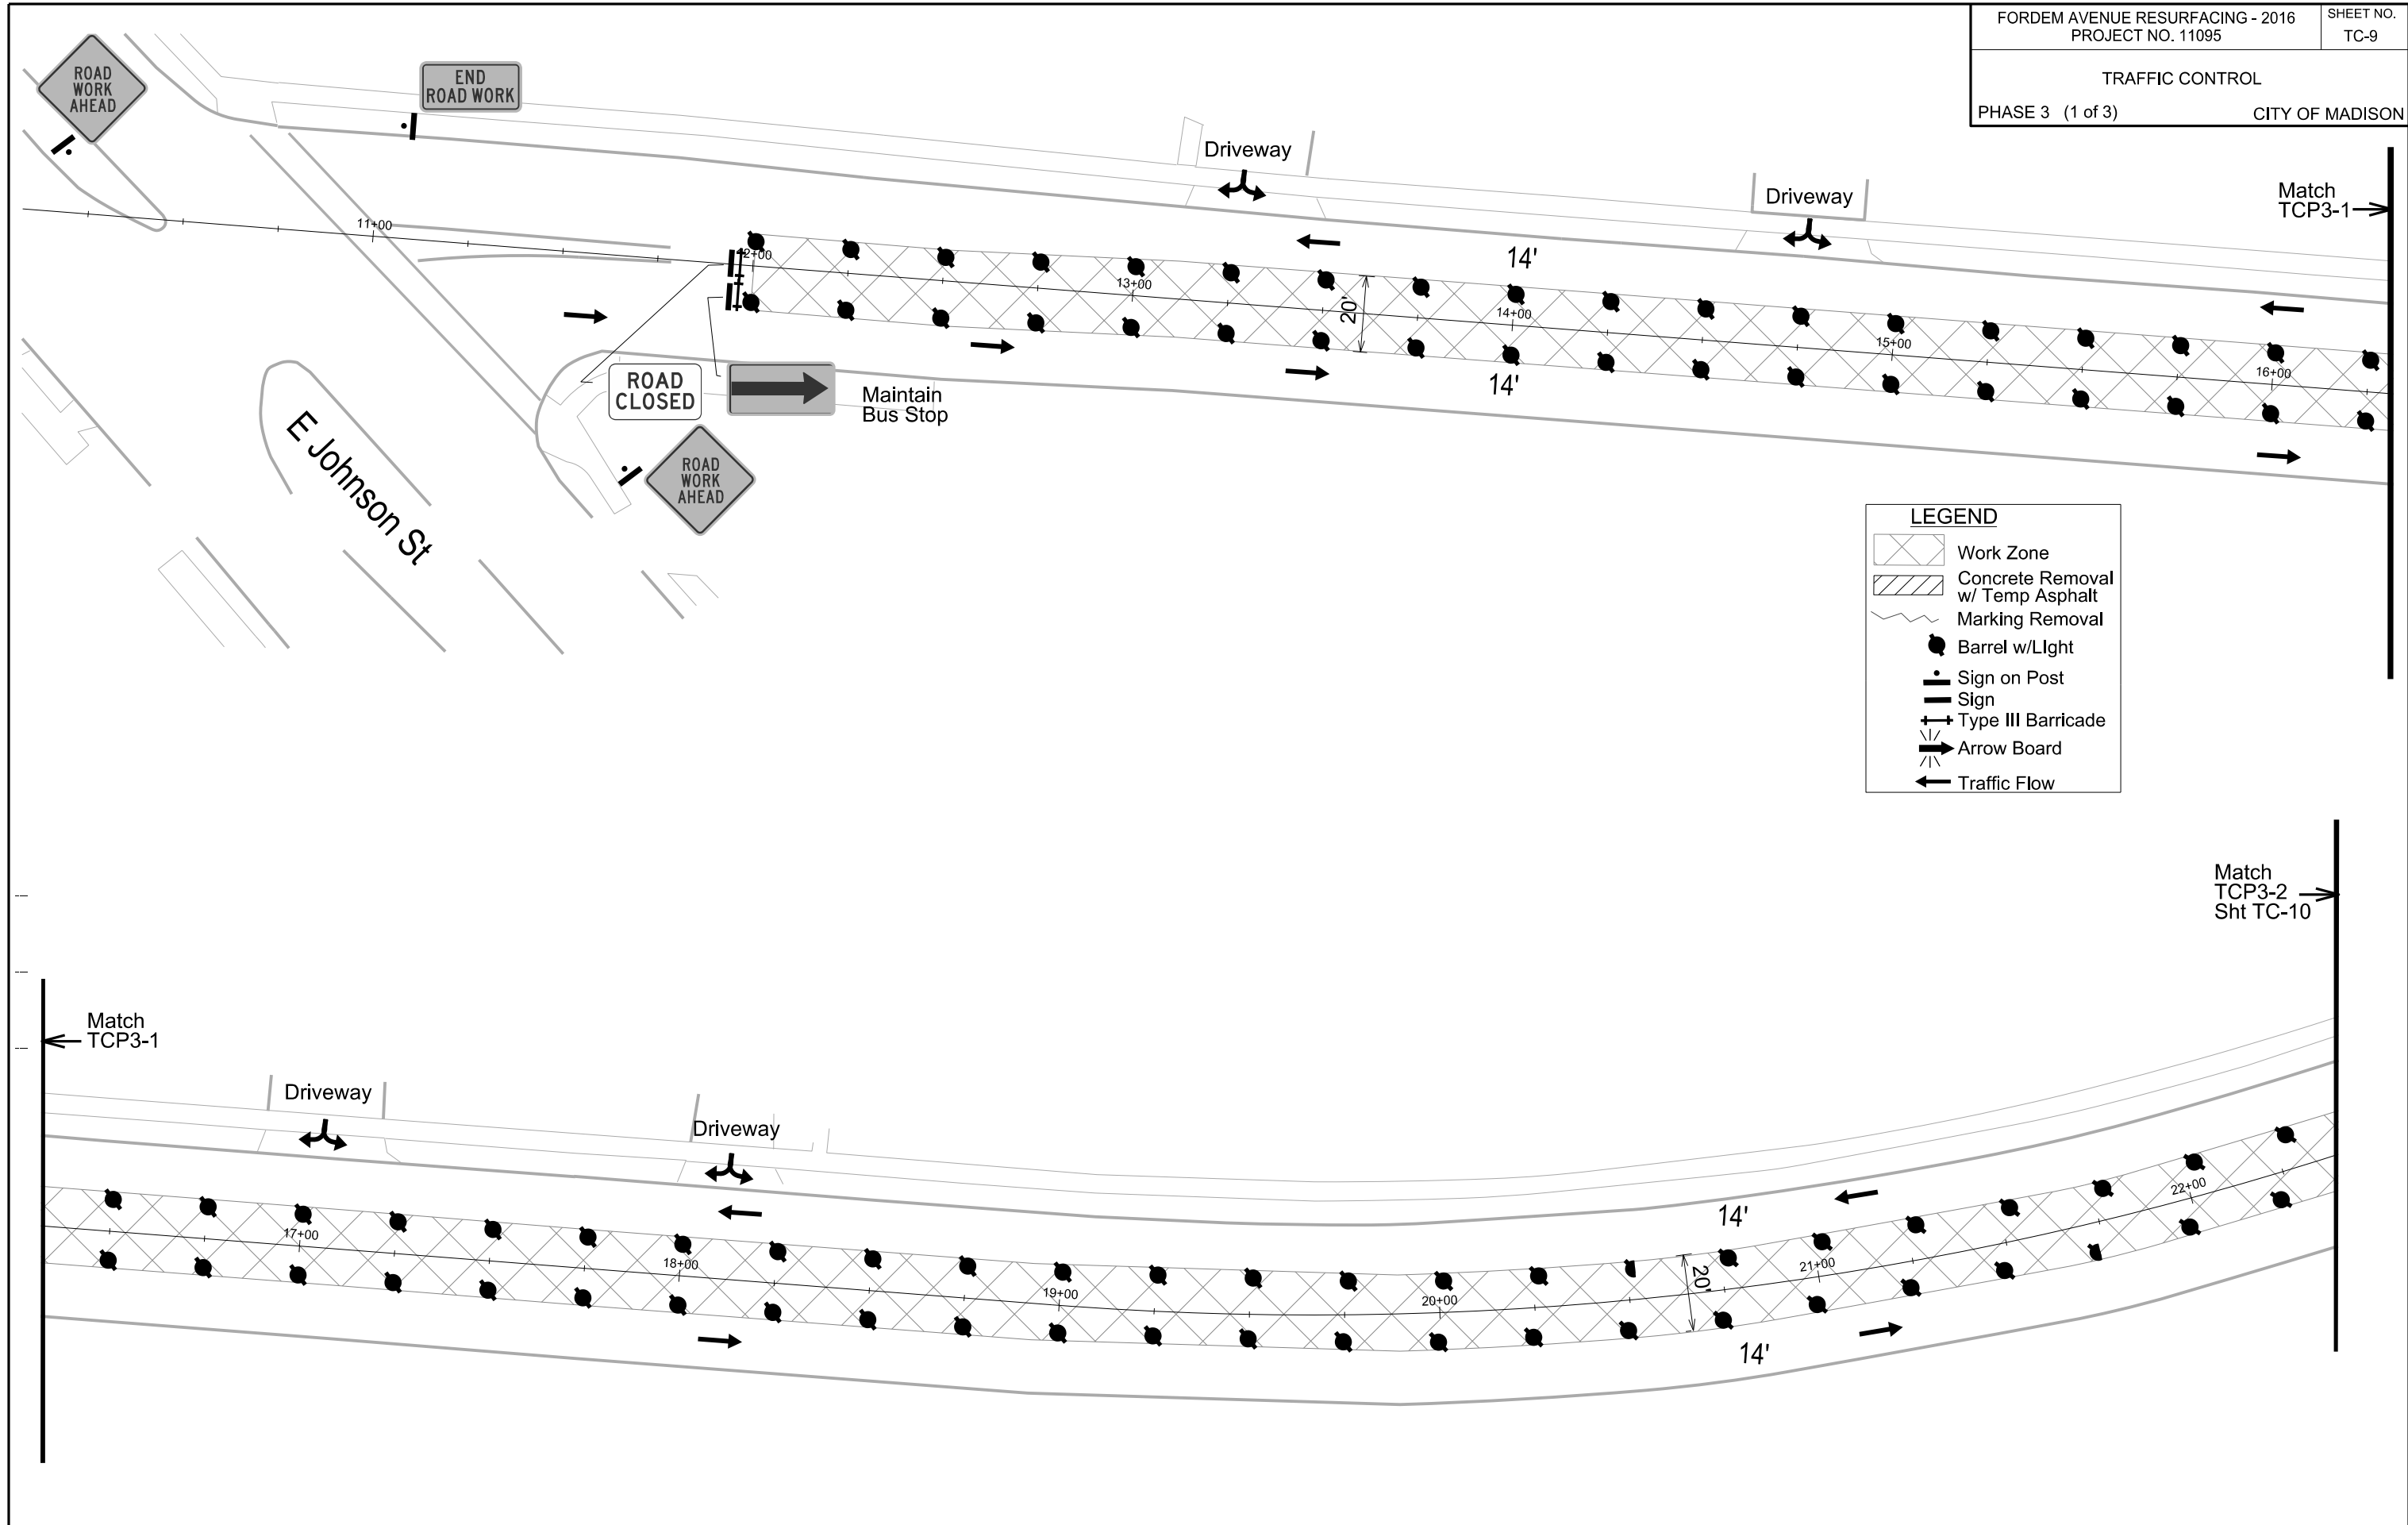 FORDEM AVENUE RESURFACING - 2016
PROJECT NO. 11095
SHEET NO.
TC-9
TRAFFIC CONTROL
PHASE 3 (1 of 3)
CITY OF MADISON
ROAD
WORK
AHEAD
END
ROAD WORK
Driveway
Driveway
Match
TCP3-1
11+00
12+00
13+00
14+00
15+00
16+00
14'
20'
14'
ROAD
CLOSED
Maintain
Bus Stop
ROAD
WORK
AHEAD
E Johnson St
LEGEND
Work Zone
Concrete Removal
w/ Temp Asphalt
Marking Removal
Barrel w/LIght
Sign on Post
Sign
Type III Barricade
Arrow Board
Traffic Flow
Match
TCP3-2
Sht TC-10
Match
TCP3-1
Driveway
Driveway
17+00
18+00
19+00
20+00
21+00
22+00
14'
20'
14'